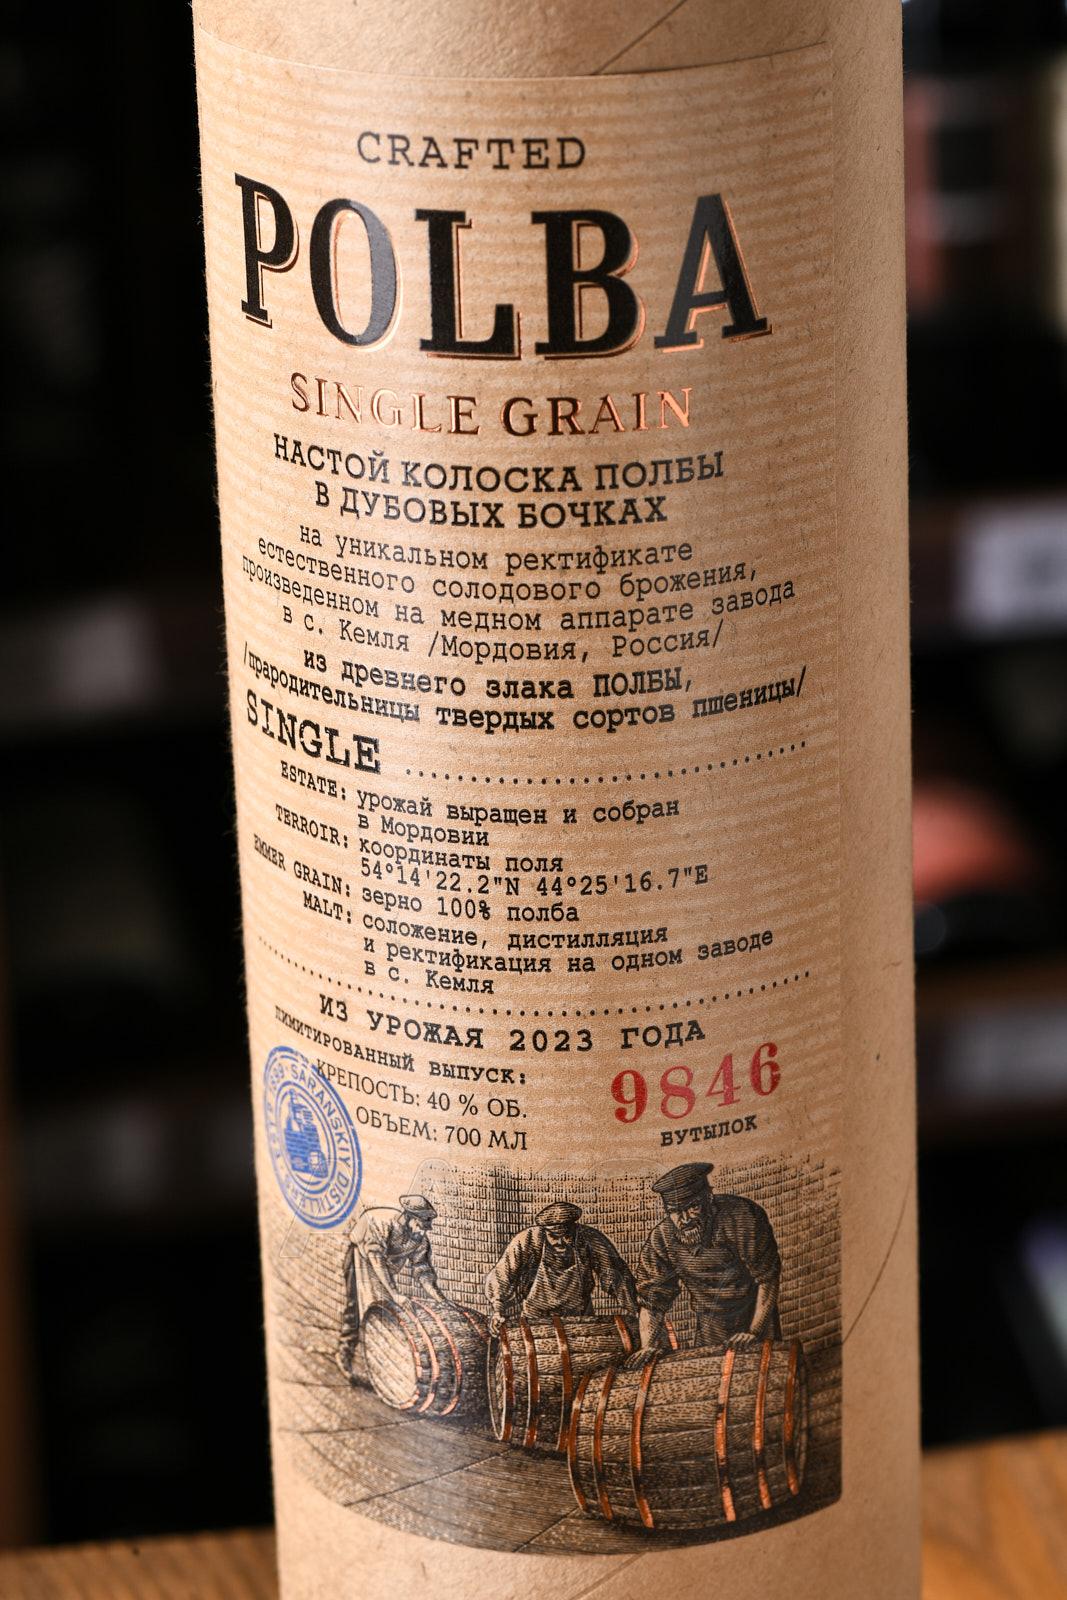 CRAFTED
POLBA
SINGLE GRAIN
НАСТОЙ КОЛОСКА ПОЛБЫ
В ДУБОВЫХ БОЧКАХ
на уникальном ректификате
естественного солодового брожения,
произведенном на медном аппарате завода
в с. Кемля /Мордовия, Россия/
из древнего злака ПОЛБЫ,
/прародительницы твердых сортов пшеницы/
SINGLE
ESTATE: урожай выращен и собран
в Мордовии
TERROIR: координаты поля
54°14'22.2"N 44°25'16.7"E
EMMER GRAIN: зерно 100% полба
MALT: соложение, дистилляция
и ректификация на одном заводе
в с. Кемля
ИЗ УРОЖАЯ 2023 ГОДА
ЛИМИТИРОВАННЫЙ ВЫПУСК:
9846
БУТЫЛОК
КРЕПОСТЬ: 40 % ОБ.
ОБЪЕМ: 700 МЛ
SARANSKIY DISTILLERY